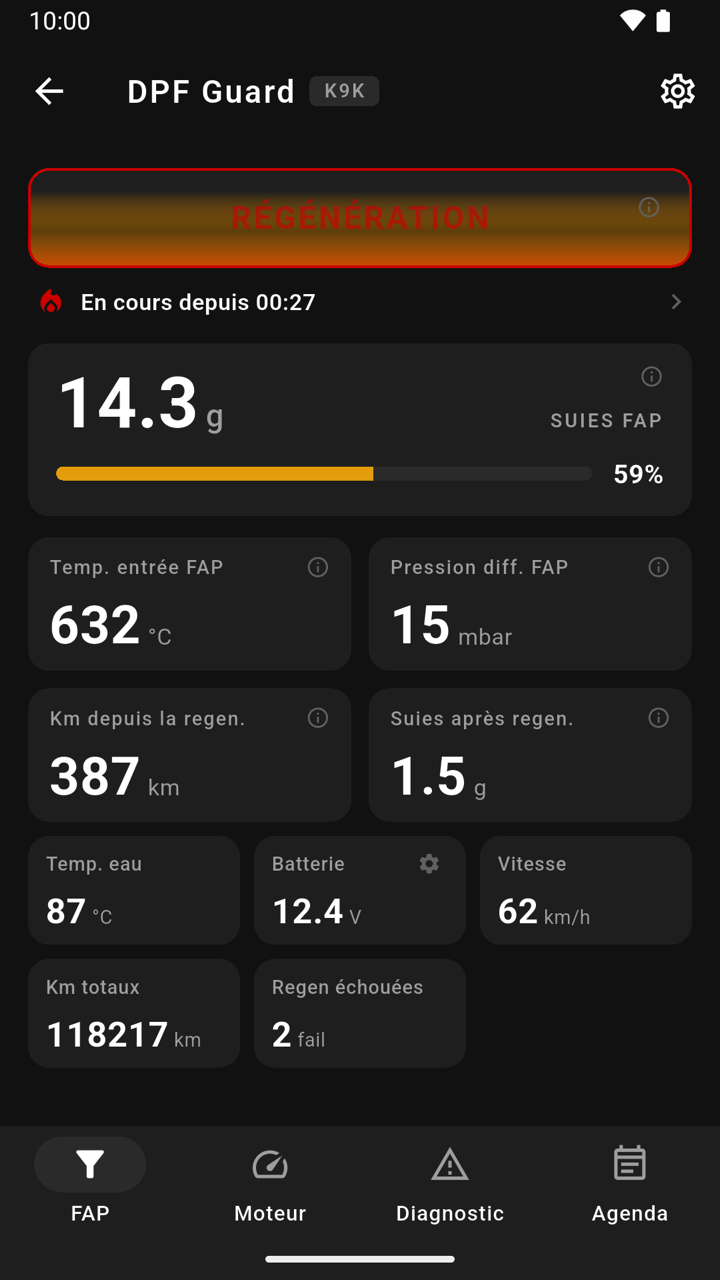 10:00
DPF Guard K9K
RÉGÉNÉRATION
En cours depuis 00:27
14.3 g
SUIES FAP
59%
Temp. entrée FAP
632 °C
Pression diff. FAP
15 mbar
Km depuis la regen.
387 km
Suies après regen.
1.5 g
Temp. eau
87 °C
Batterie
12.4 V
Vitesse
62 km/h
Km totaux
118217 km
Regen échouées
2 fail
FAP
Moteur
Diagnostic
Agenda